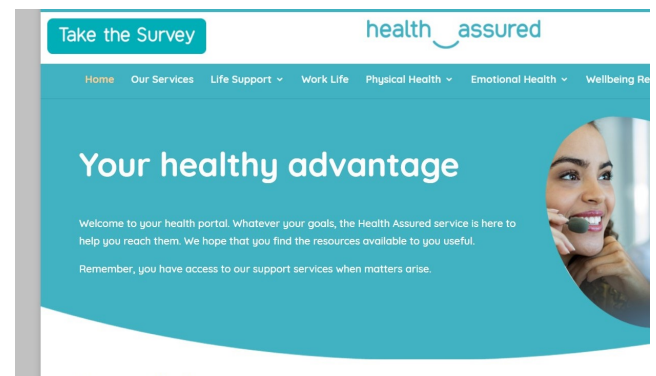 Take the Survey
health assured
Home Our Services Life Support Work Life Physical Health Emotional Health Wellbeing
Your healthy advantage
Welcome to your health portal. Whatever your goals, the Health Assured service is here to
help you reach them. We hope that you find the resources available to you useful.
Remember, you have access to our support services when matters arise.